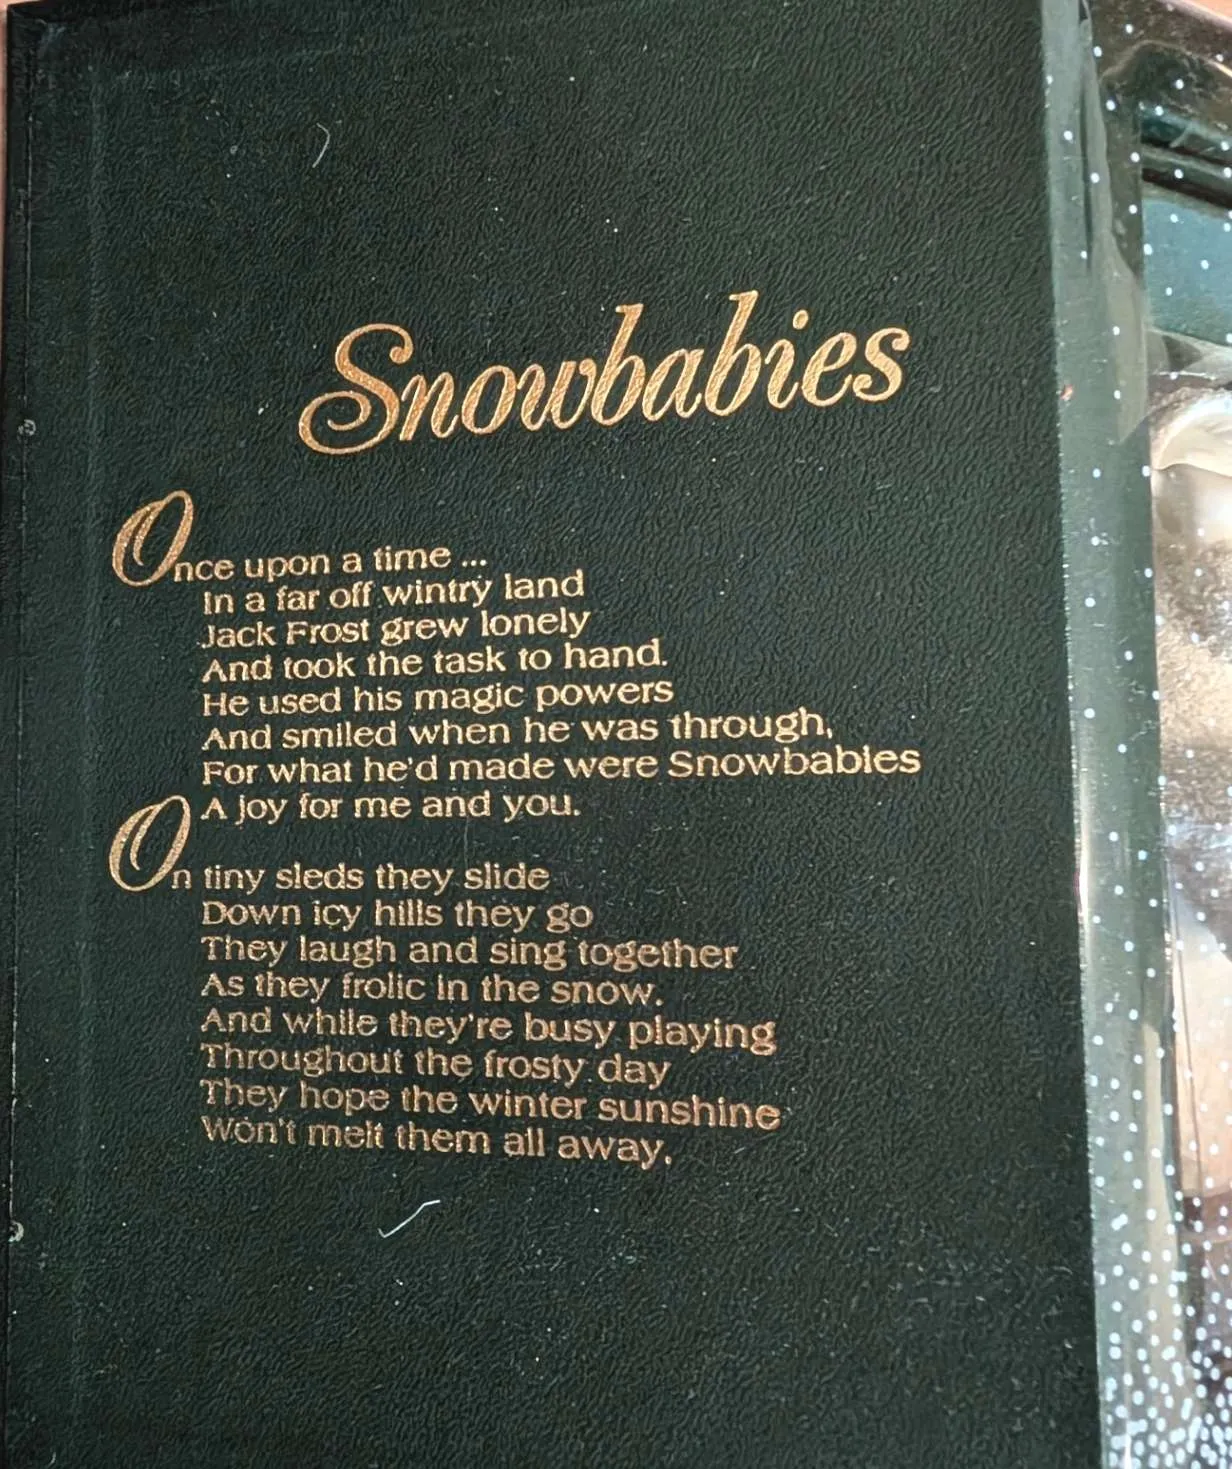 Snowbabies
Once upon a time ...
In a far off wintry land
Jack Frost grew lonely
And took the task to hand.
He used his magic powers
And smiled when he was through,
For what he'd made were Snowbabies
A joy for me and you.
On tiny sleds they slide
Down icy hills they go
They laugh and sing together
As they frolic in the snow.
And while they're busy playing
Throughout the frosty day
They hope the winter sunshine
Won't melt them all away.